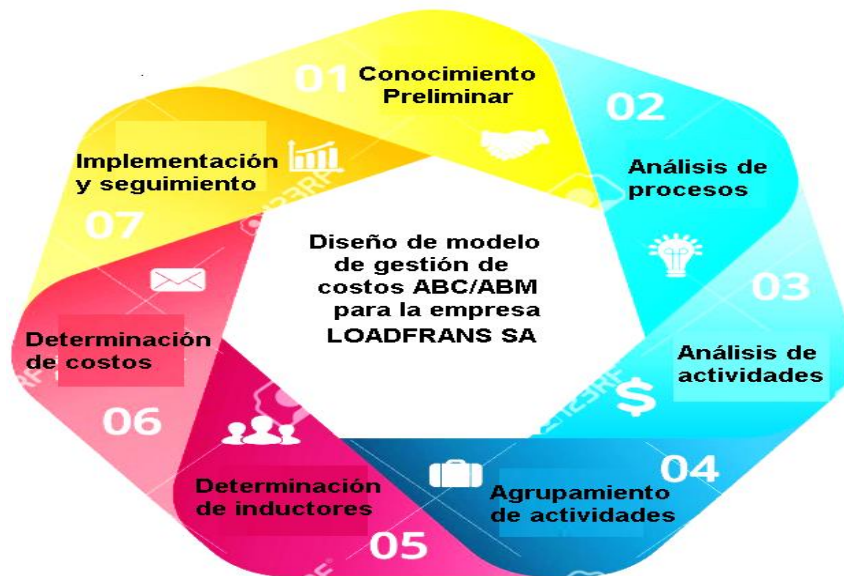 01
Conocimiento
Preliminar
02
Análisis de
procesos
03
Análisis de
actividades
04
Agrupamiento
de actividades
05
Determinación
de inductores
06
Determinación
de costos
07
Implementación
y seguimiento
Diseño de modelo
de gestión de
costos ABC/ABM
para la empresa
LOADFRANS SA
$